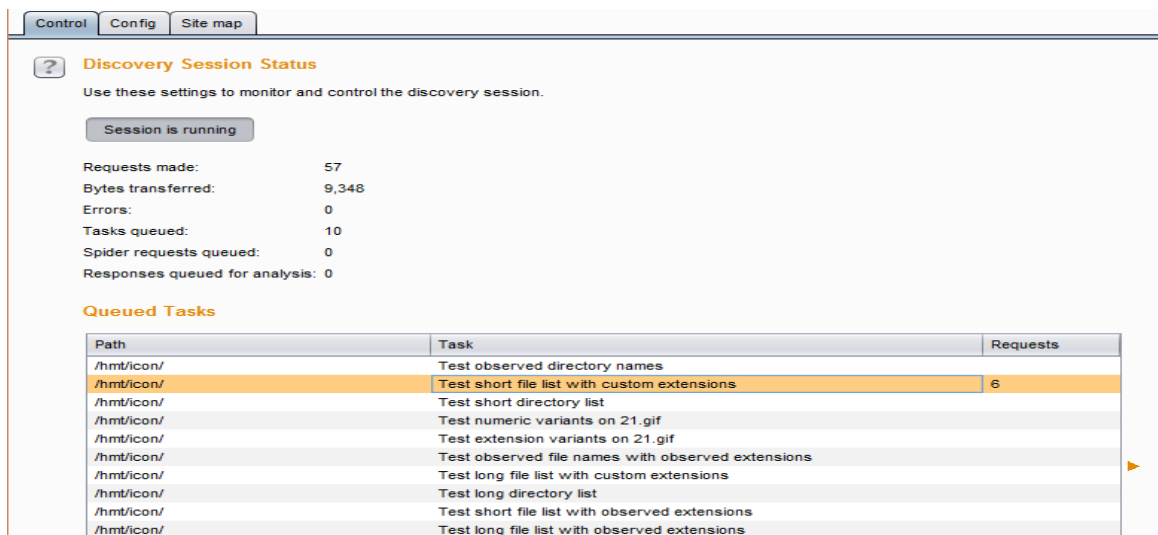 Control Config Site map
? Discovery Session Status
Use these settings to monitor and control the discovery session.
Session is running
Requests made: 57
Bytes transferred: 9,348
Errors: 0
Tasks queued: 10
Spider requests queued: 0
Responses queued for analysis: 0
Queued Tasks
Path Task Requests
/hmt/icon/ Test observed directory names
/hmt/icon/ Test short file list with custom extensions 6
/hmt/icon/ Test short directory list
/hmt/icon/ Test numeric variants on 21.gif
/hmt/icon/ Test extension variants on 21.gif
/hmt/icon/ Test observed file names with observed extensions
/hmt/icon/ Test long file list with custom extensions
/hmt/icon/ Test long directory list
/hmt/icon/ Test short file list with observed extensions
/hmt/icon/ Test long file list with observed extensions